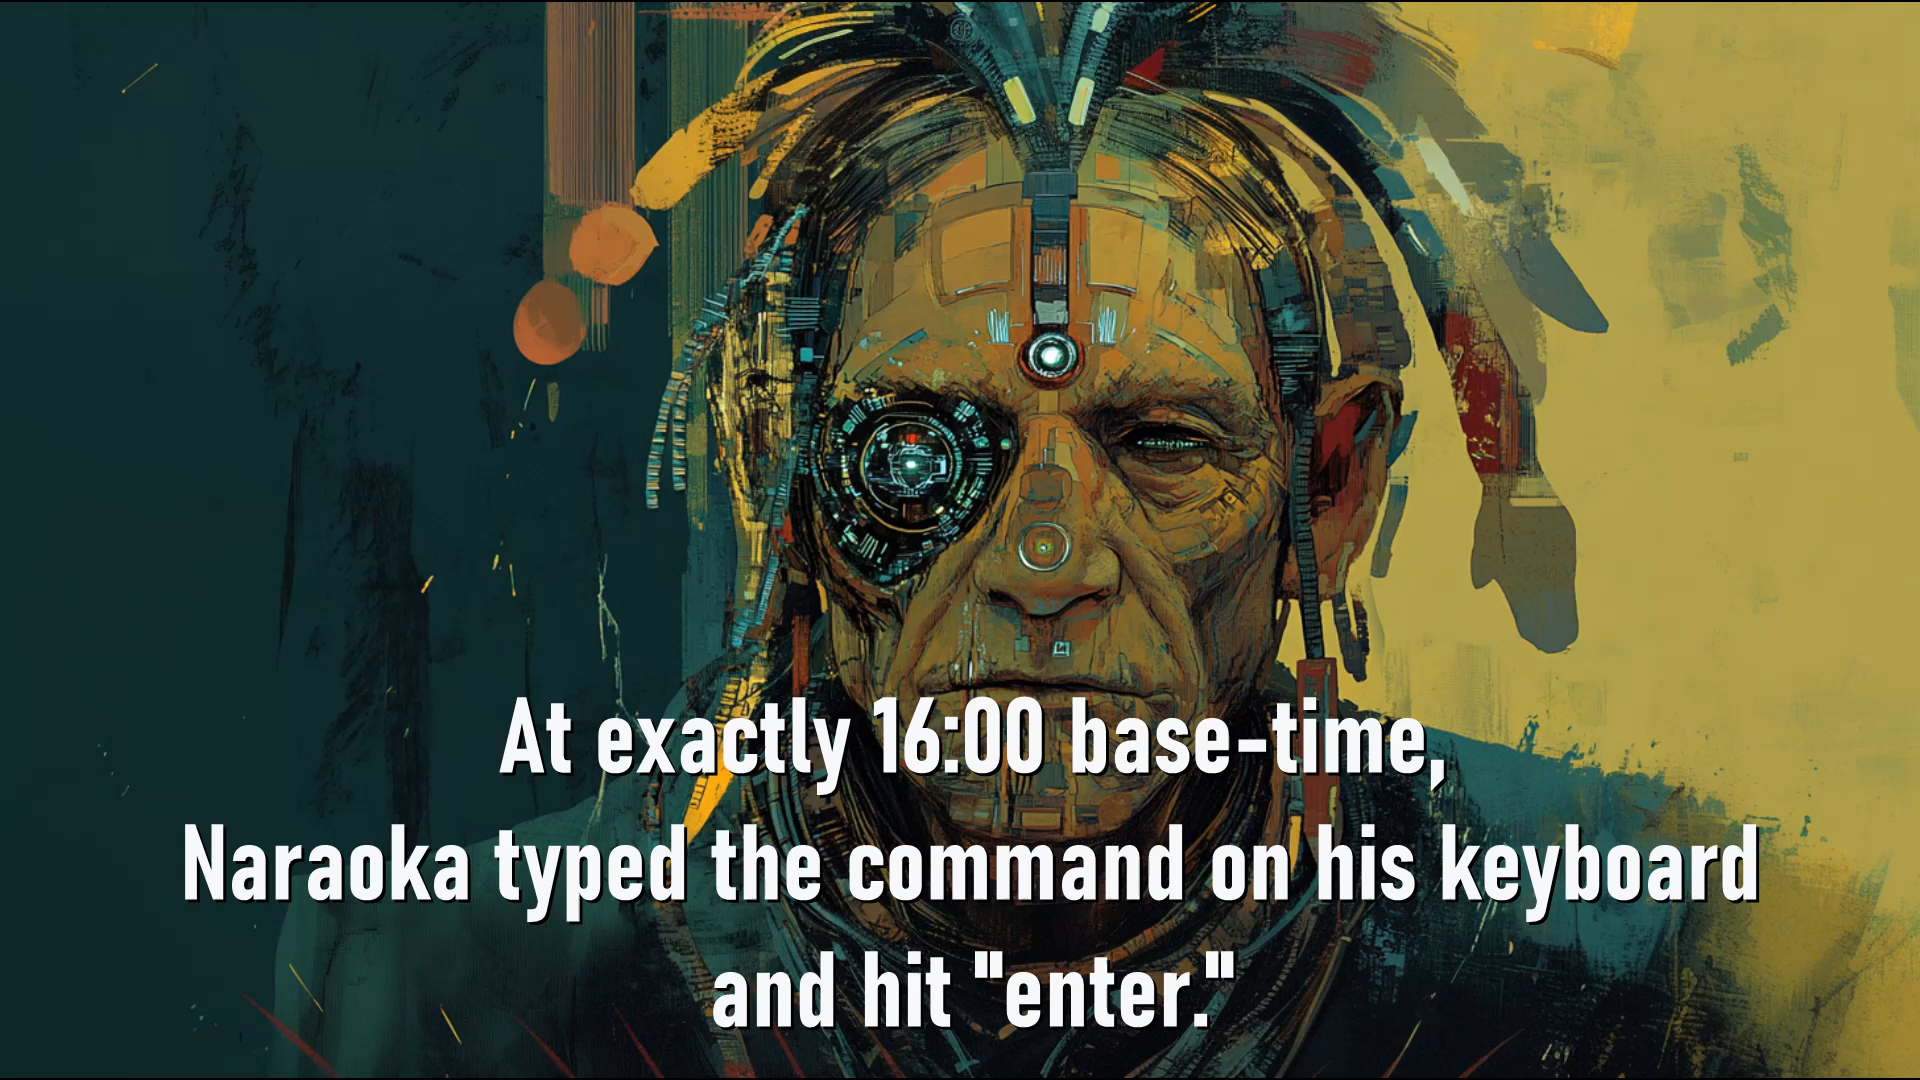 At exactly 16:00 base-time,
Naraoka typed the command on his keyboard
and hit "enter."